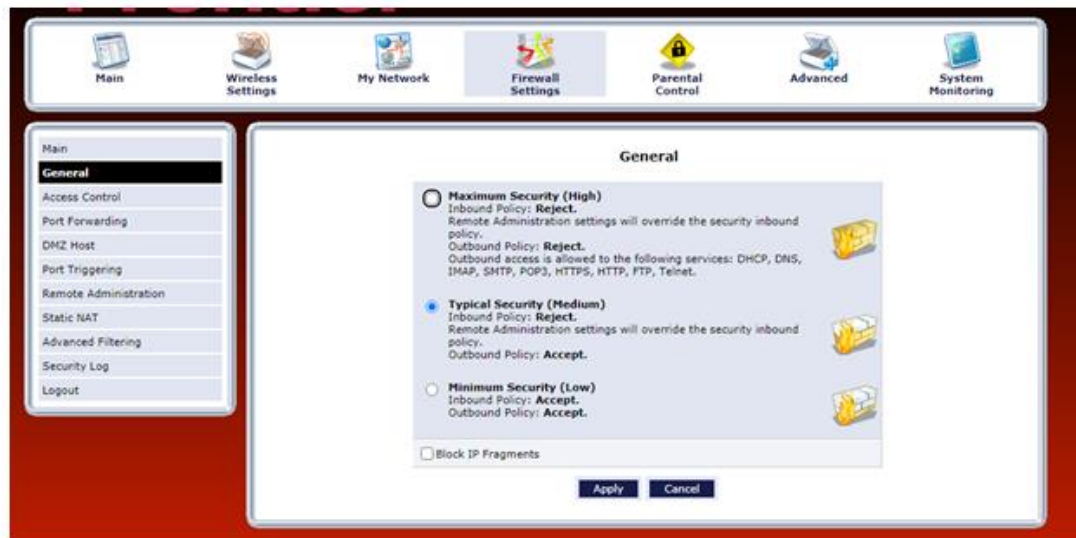 Main
Wireless
Settings
My Network
Firewall
Settings
Parental
Control
Advanced
System
Monitoring
Main
General
Access Control
Port Forwarding
DMZ Host
Port Triggering
Remote Administration
Static NAT
Advanced Filtering
Security Log
Logout
General
Maximum Security (High)
Inbound Policy: Reject.
Remote Administration settings will override the security inbound
policy.
Outbound Policy: Reject.
Outbound access is allowed to the following services: DHCP, DNS,
IMAP, SMTP, POP3, HTTPS, HTTP, FTP, Telnet.
Typical Security (Medium)
Inbound Policy: Reject.
Remote Administration settings will override the security inbound
policy.
Outbound Policy: Accept.
Minimum Security (Low)
Inbound Policy: Accept.
Outbound Policy: Accept.
Block IP Fragments
Apply
Cancel